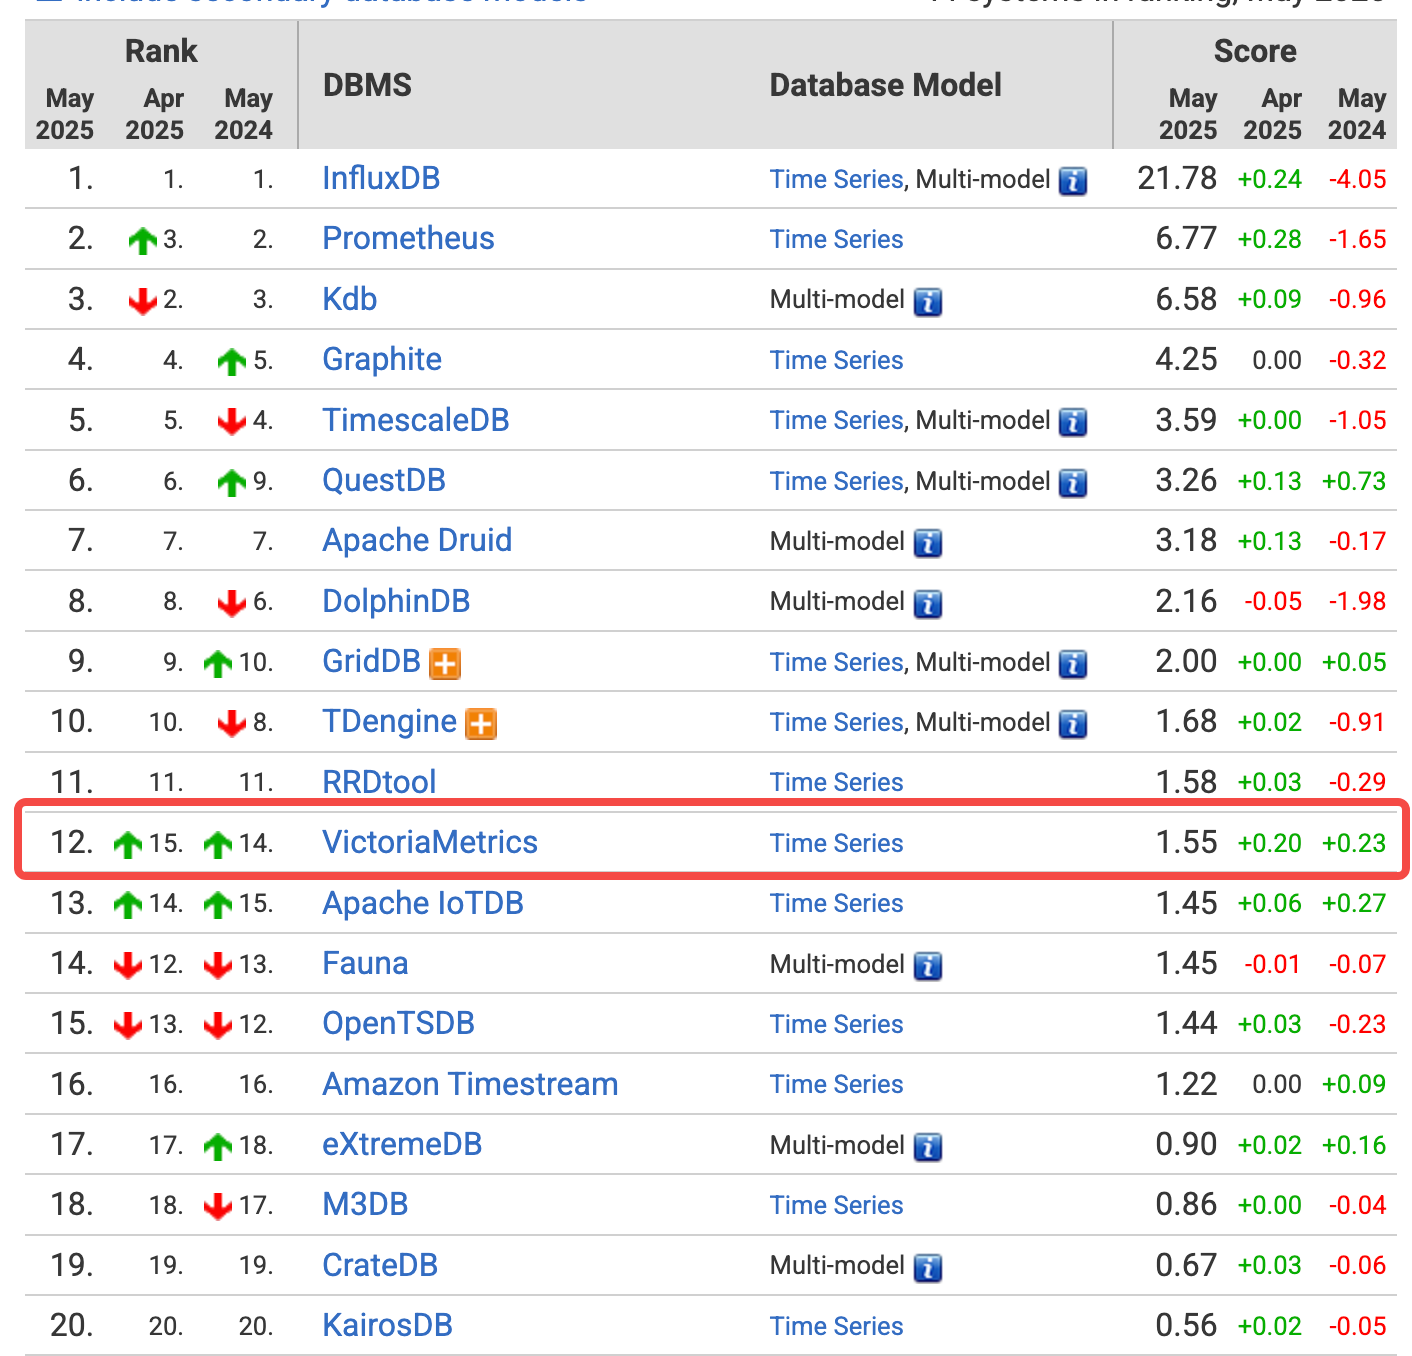 Include secondary database models
systems in ranking, May 2025
Rank
DBMS
Database Model
Score
May 2025
Apr 2025
May 2024
May 2025
Apr 2025
May 2024
1. 1. 1. InfluxDB Time Series, Multi-model 21.78 +0.24 -4.05
2. 3. 2. Prometheus Time Series 6.77 +0.28 -1.65
3. 2. 3. Kdb Multi-model 6.58 +0.09 -0.96
4. 4. 5. Graphite Time Series 4.25 0.00 -0.32
5. 5. 4. TimescaleDB Time Series, Multi-model 3.59 +0.00 -1.05
6. 6. 9. QuestDB Time Series, Multi-model 3.26 +0.13 +0.73
7. 7. 7. Apache Druid Multi-model 3.18 +0.13 -0.17
8. 8. 6. DolphinDB Multi-model 2.16 -0.05 -1.98
9. 9. 10. GridDB Time Series, Multi-model 2.00 +0.00 +0.05
10. 10. 8. TDengine Time Series, Multi-model 1.68 +0.02 -0.91
11. 11. 11. RRDtool Time Series 1.58 +0.03 -0.29
12. 15. 14. VictoriaMetrics Time Series 1.55 +0.20 +0.23
13. 14. 15. Apache IoTDB Time Series 1.45 +0.06 +0.27
14. 12. 13. Fauna Multi-model 1.45 -0.01 -0.07
15. 13. 12. OpenTSDB Time Series 1.44 +0.03 -0.23
16. 16. 16. Amazon Timestream Time Series 1.22 0.00 +0.09
17. 17. 18. eXtremeDB Multi-model 0.90 +0.02 +0.16
18. 18. 17. M3DB Time Series 0.86 +0.00 -0.04
19. 19. 19. CrateDB Multi-model 0.67 +0.03 -0.06
20. 20. 20. KairosDB Time Series 0.56 +0.02 -0.05